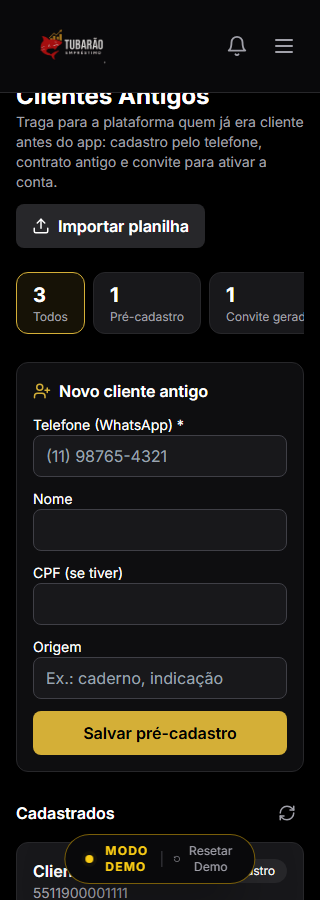 TUBARÃO
EMPRÉSTIMO
Clientes Antigos
Traga para a plataforma quem já era cliente
antes do app: cadastro pelo telefone,
contrato antigo e convite para ativar a
conta.
Importar planilha
3
Todos
1
Pré-cadastro
1
Convite gerad
Novo cliente antigo
Telefone (WhatsApp) *
(11) 98765-4321
Nome
CPF (se tiver)
Origem
Ex.: caderno, indicação
Salvar pré-cadastro
Cadastrados
MODO
DEMO
Resetar
Demo
5511900001111